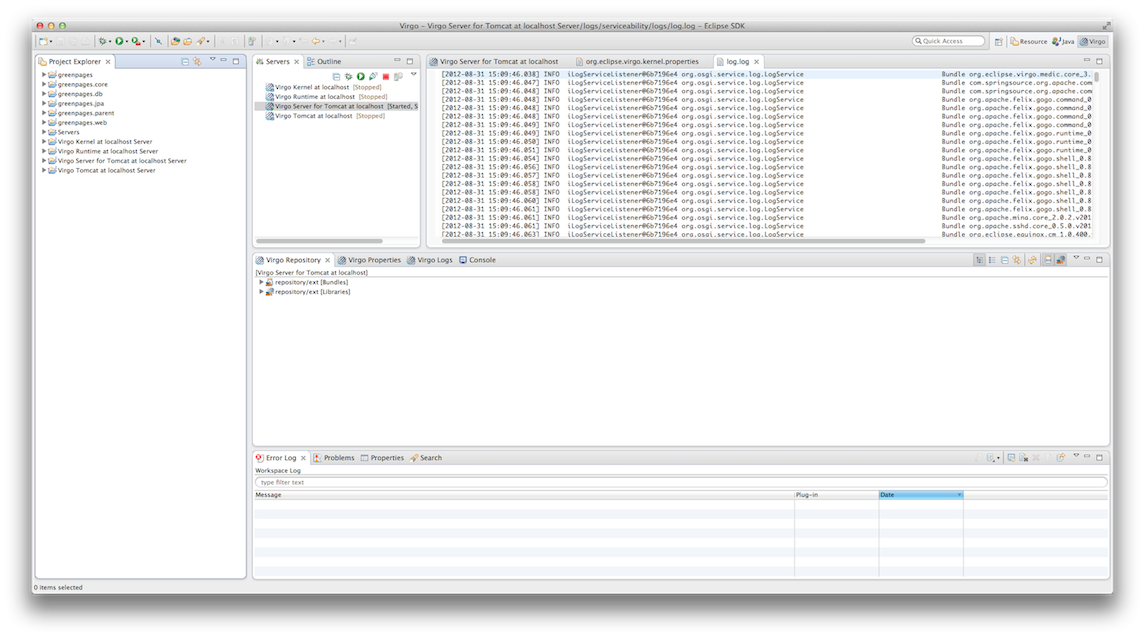 Virgo - Virgo Server for Tomcat at localhost Server/logs/serviceability/logs/log.log - Eclipse SDK
Quick Access
Resource
Java
Virgo
Project Explorer
greenpages
greenpages.core
greenpages.db
greenpages.jpa
greenpages.parent
greenpages.web
Servers
Virgo Kernel at localhost Server
Virgo Runtime at localhost Server
Virgo Server for Tomcat at localhost Server
Virgo Tomcat at localhost Server
Servers
Outline
Virgo Kernel at localhost [Stopped]
Virgo Runtime at localhost [Stopped]
Virgo Server for Tomcat at localhost [Started, S
Virgo Tomcat at localhost [Stopped]
Virgo Server for Tomcat at localhost
org.eclipse.virgo.kernel.properties
log.log
[2012-08-31 15:09:46.038] INFO iLogServiceListener@6b7196e4 org.osgi.service.log.LogService Bundle org.eclipse.virgo.medic.core_3.
[2012-08-31 15:09:46.047] INFO iLogServiceListener@6b7196e4 org.osgi.service.log.LogService Bundle com.springsource.org.apache.com
[2012-08-31 15:09:46.048] INFO iLogServiceListener@6b7196e4 org.osgi.service.log.LogService Bundle com.springsource.org.apache.com
[2012-08-31 15:09:46.048] INFO iLogServiceListener@6b7196e4 org.osgi.service.log.LogService Bundle org.apache.felix.gogo.command_0
[2012-08-31 15:09:46.048] INFO iLogServiceListener@6b7196e4 org.osgi.service.log.LogService Bundle org.apache.felix.gogo.command_0
[2012-08-31 15:09:46.048] INFO iLogServiceListener@6b7196e4 org.osgi.service.log.LogService Bundle org.apache.felix.gogo.command_0
[2012-08-31 15:09:46.049] INFO iLogServiceListener@6b7196e4 org.osgi.service.log.LogService Bundle org.apache.felix.gogo.command_0
[2012-08-31 15:09:46.049] INFO iLogServiceListener@6b7196e4 org.osgi.service.log.LogService Bundle org.apache.felix.gogo.runtime_0
[2012-08-31 15:09:46.050] INFO iLogServiceListener@6b7196e4 org.osgi.service.log.LogService Bundle org.apache.felix.gogo.runtime_0
[2012-08-31 15:09:46.051] INFO iLogServiceListener@6b7196e4 org.osgi.service.log.LogService Bundle org.apache.felix.gogo.runtime_0
[2012-08-31 15:09:46.054] INFO iLogServiceListener@6b7196e4 org.osgi.service.log.LogService Bundle org.apache.felix.gogo.shell_0.8
[2012-08-31 15:09:46.056] INFO iLogServiceListener@6b7196e4 org.osgi.service.log.LogService Bundle org.apache.felix.gogo.shell_0.8
[2012-08-31 15:09:46.057] INFO iLogServiceListener@6b7196e4 org.osgi.service.log.LogService Bundle org.apache.felix.gogo.shell_0.8
[2012-08-31 15:09:46.058] INFO iLogServiceListener@6b7196e4 org.osgi.service.log.LogService Bundle org.apache.felix.gogo.shell_0.8
[2012-08-31 15:09:46.058] INFO iLogServiceListener@6b7196e4 org.osgi.service.log.LogService Bundle org.apache.felix.gogo.shell_0.8
[2012-08-31 15:09:46.060] INFO iLogServiceListener@6b7196e4 org.osgi.service.log.LogService Bundle org.apache.felix.gogo.shell_0.8
[2012-08-31 15:09:46.061] INFO iLogServiceListener@6b7196e4 org.osgi.service.log.LogService Bundle org.apache.felix.gogo.shell_0.8
[2012-08-31 15:09:46.061] INFO iLogServiceListener@6b7196e4 org.osgi.service.log.LogService Bundle org.apache.mina.core_2.0.2.v201
[2012-08-31 15:09:46.061] INFO iLogServiceListener@6b7196e4 org.osgi.service.log.LogService Bundle org.apache.sshd.core_0.5.0.v201
[2012-08-31 15:09:46.063] INFO iLogServiceListener@6b7196e4 org.osgi.service.log.LogService Bundle org.eclipse.equinox.cm_1.0.400.
Virgo Repository
Virgo Properties
Virgo Logs
Console
[Virgo Server for Tomcat at localhost]
repository/ext [Bundles]
repository/ext [Libraries]
Error Log
Problems
Properties
Search
Workspace Log
type filter text
Message
Plug-in
Date
0 items selected